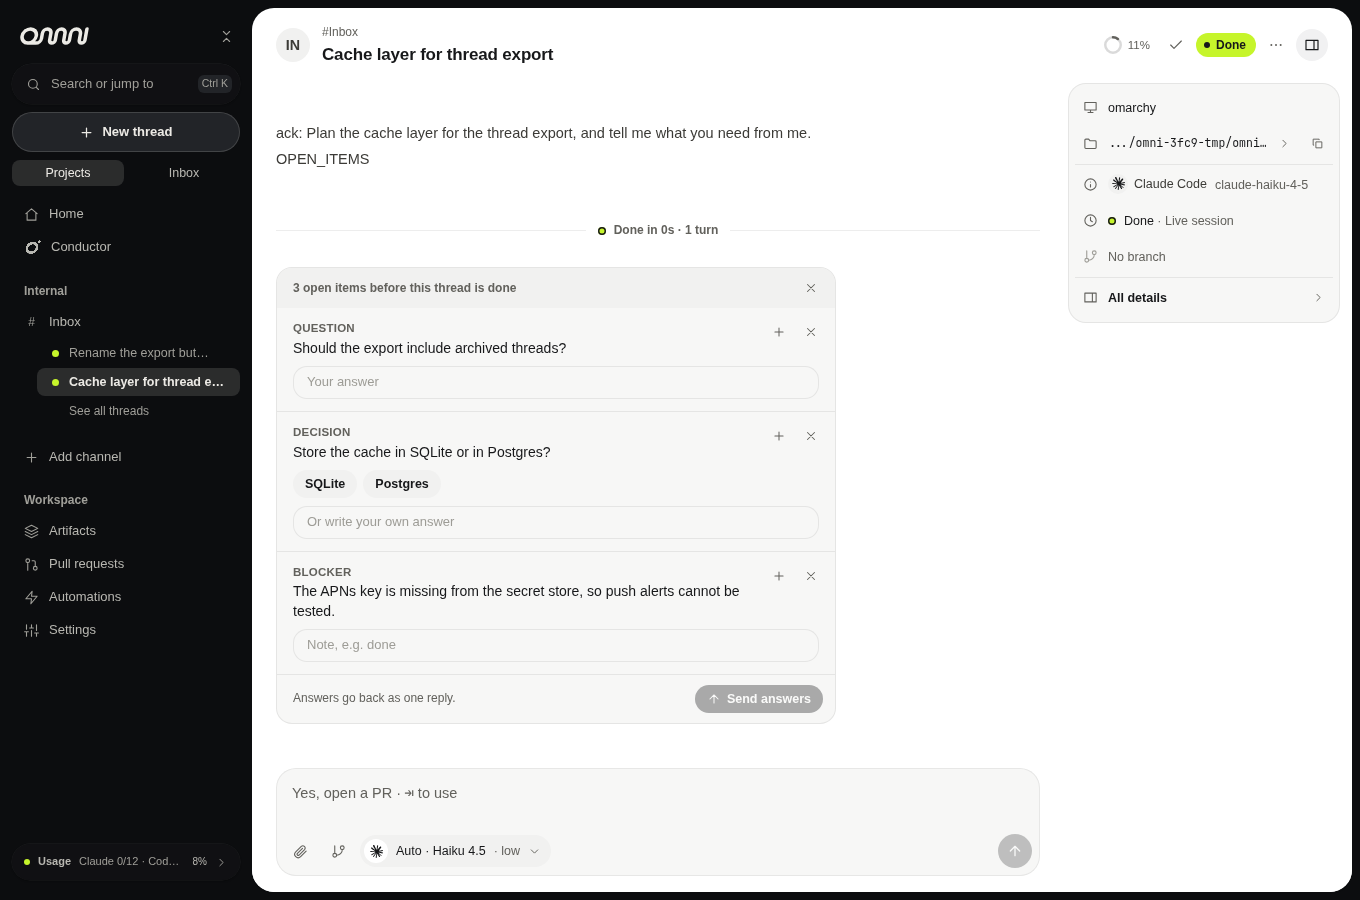 omni
Search or jump to
Ctrl K
New thread
Projects
Inbox
Home
Conductor
Internal
# Inbox
Rename the export but…
Cache layer for thread e…
See all threads
Add channel
Workspace
Artifacts
Pull requests
Automations
Settings
Usage Claude 0/12 · Cod… 8%
IN
#Inbox
Cache layer for thread export
11%
Done
ack: Plan the cache layer for the thread export, and tell me what you need from me.
OPEN_ITEMS
Done in 0s · 1 turn
3 open items before this thread is done
QUESTION
Should the export include archived threads?
Your answer
DECISION
Store the cache in SQLite or in Postgres?
SQLite
Postgres
Or write your own answer
BLOCKER
The APNs key is missing from the secret store, so push alerts cannot be
tested.
Note, e.g. done
Answers go back as one reply.
Send answers
Yes, open a PR · ⇥ to use
Auto · Haiku 4.5 · low
omarchy
.../omni-3fc9-tmp/omni…
Claude Code claude-haiku-4-5
Done · Live session
No branch
All details